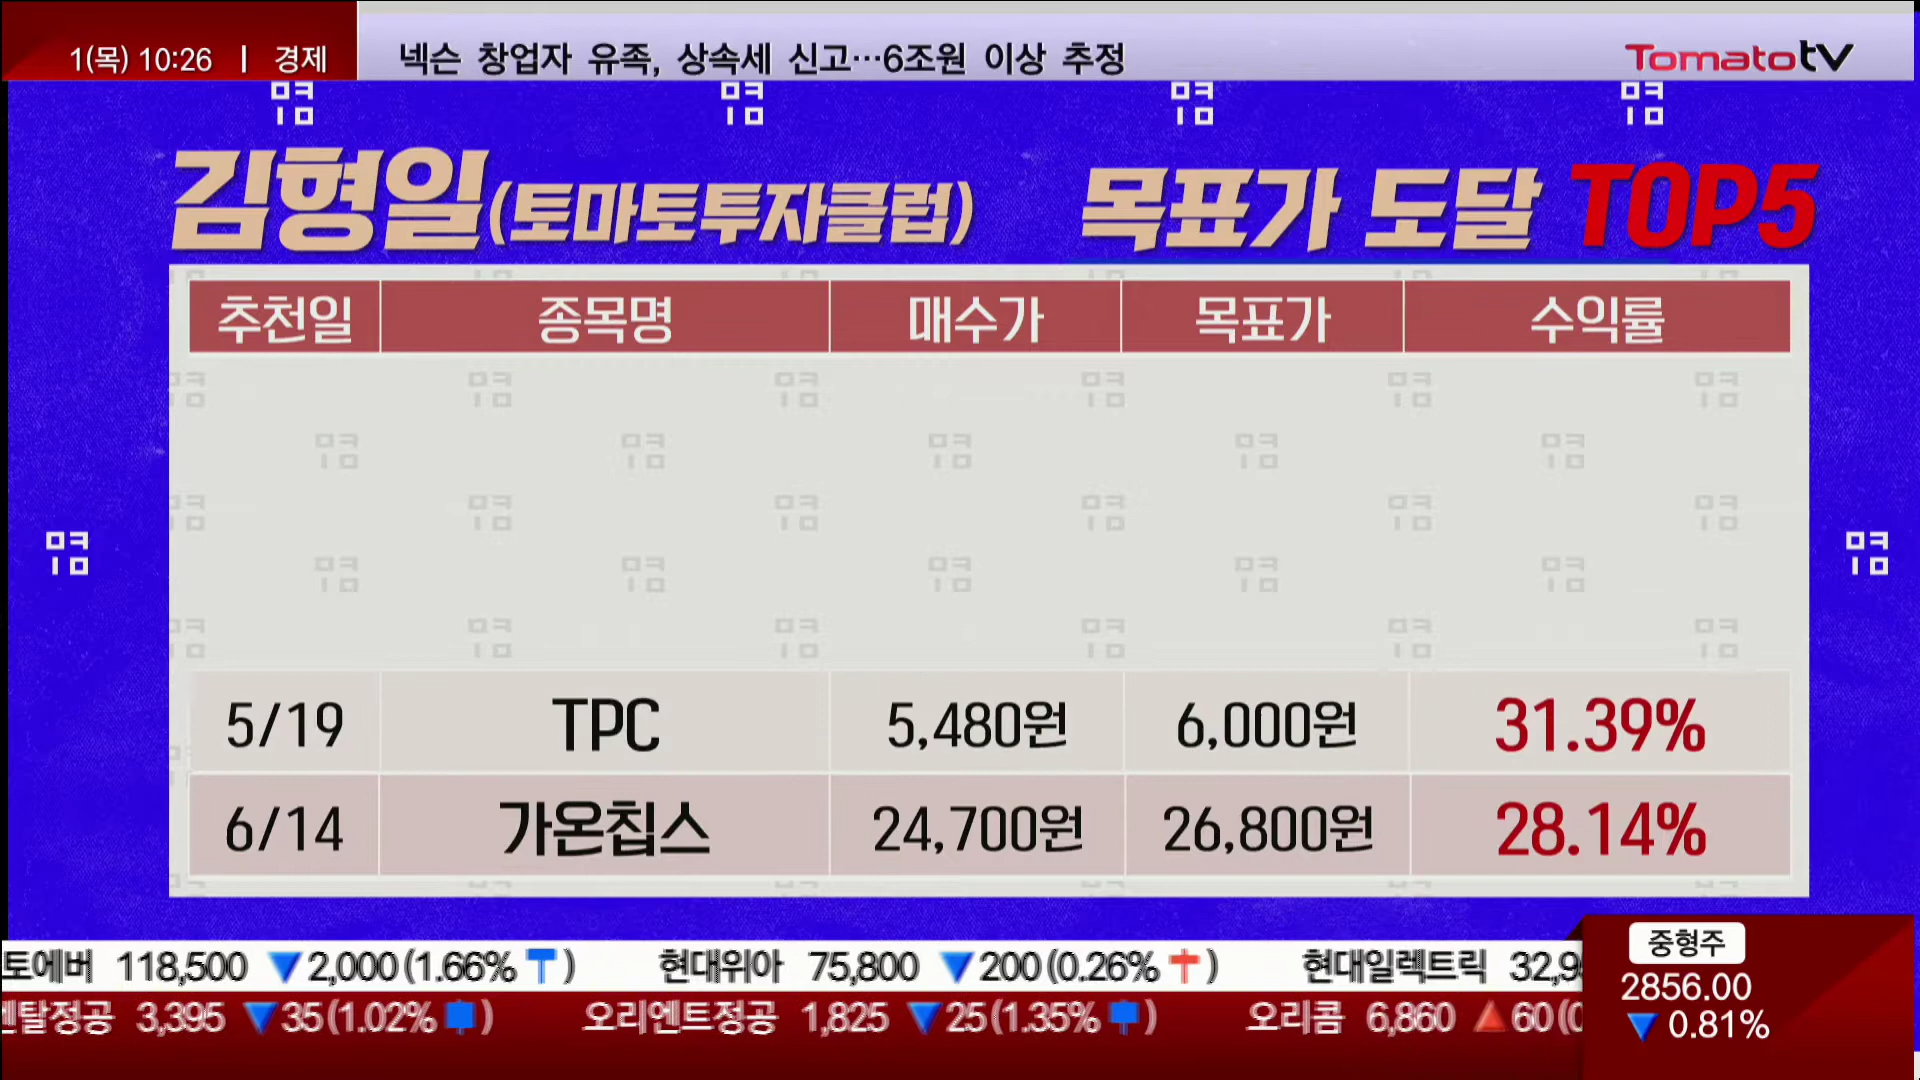 1(목) 10:26 | 경제
넥슨 창업자 유족, 상속세 신고…6조원 이상 추정
Tomatotv
김형일(토마토투자클럽) 목표가 도달 TOP5
추천일 종목명 매수가 목표가 수익률
5/19 TPC 5,480원 6,000원 31.39%
6/14 가온칩스 24,700원 26,800원 28.14%
토에버 118,500 ▼2,000(1.66%) 현대위아 75,800 ▼200(0.26%) 현대일렉트릭
탈정공 3,395 ▼35(1.02%) 오리엔트정공 1,825 ▼25(1.35%) 오리콤 6,860 ▲60
중형주
2856.00
▼0.81%